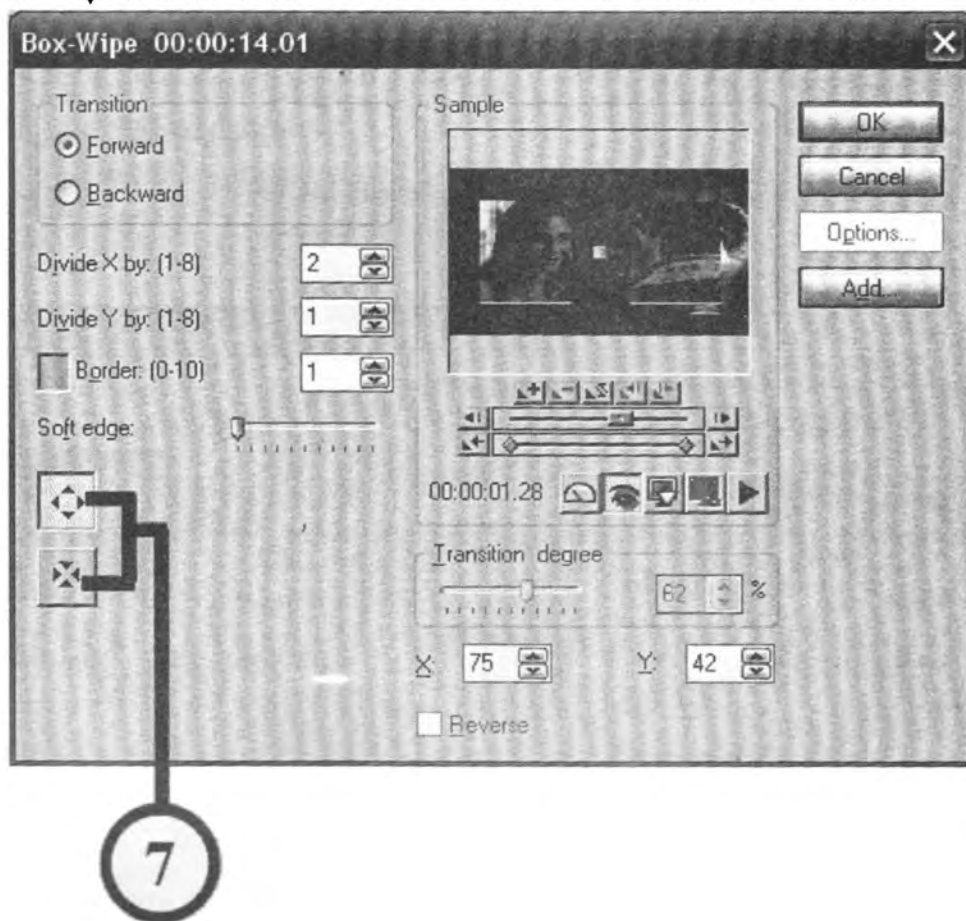 Box-Wipe 00:00:14.01
Transition
Forward
Backward
Divide X by: (1-8) 2
Divide Y by: (1-8) 1
Border: (0-10) 1
Soft edge:
Sample
00:00:01.28
Transition degree
62 %
X: 75 Y: 42
Reverse
OK
Cancel
Options...
Add...
7